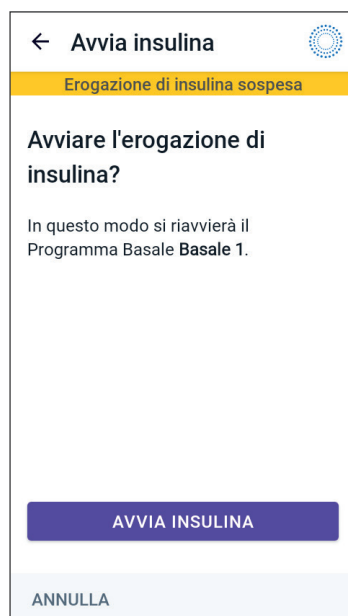 Avvia insulina
Erogazione di insulina sospesa
Avviare l'erogazione di
insulina?
In questo modo si riavvierà il
Programma Basale Basale 1.
AVVIA INSULINA
ANNULLA